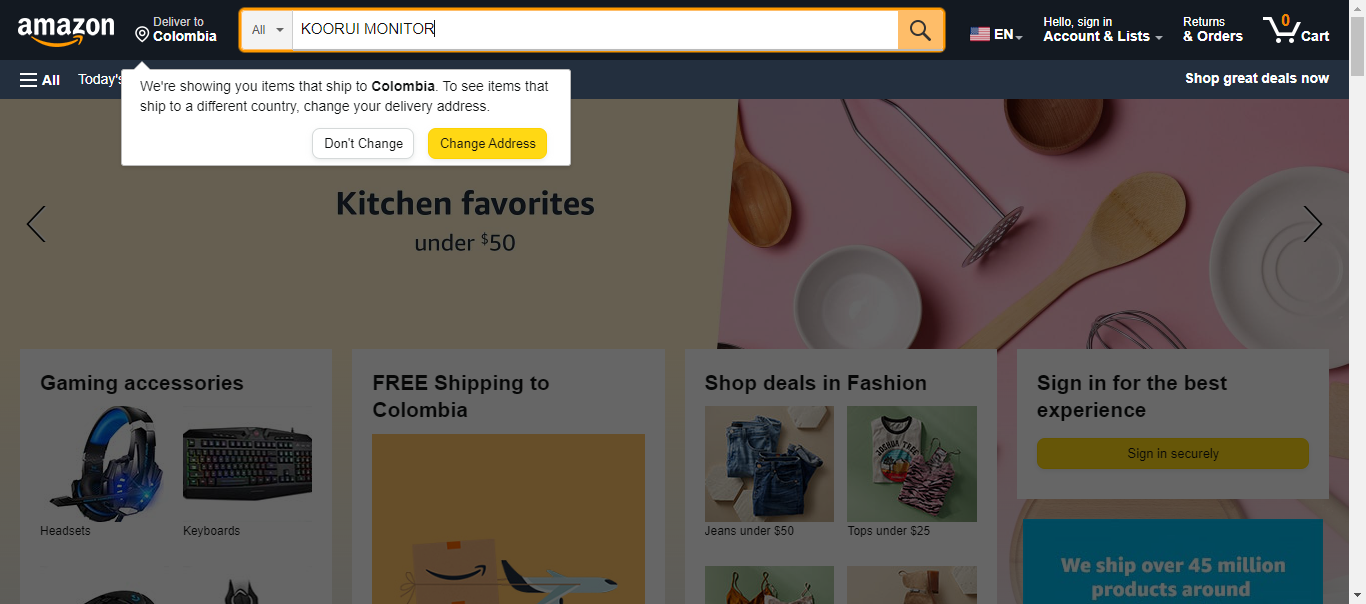 amazon
Deliver to
Colombia
All
KOORUI MONITOR
EN
Hello, sign in
Account & Lists
Returns
& Orders
0
Cart
All
Today's
Shop great deals now
We're showing you items that ship to Colombia. To see items that
ship to a different country, change your delivery address.
Don't Change
Change Address
Kitchen favorites
under $50
Gaming accessories
Headsets
Keyboards
FREE Shipping to
Colombia
Shop deals in Fashion
JOSHUA TREE
Jeans under $50
Tops under $25
Sign in for the best
experience
Sign in securely
We ship over 45 million
products around